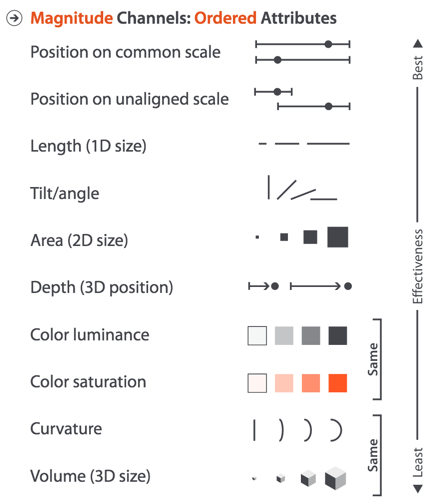 Magnitude Channels: Ordered Attributes
Position on common scale
Position on unaligned scale
Length (1D size)
Tilt/angle
Area (2D size)
Depth (3D position)
Color luminance
Color saturation
Curvature
Volume (3D size)
Best
Effectiveness
Least
Same
Same